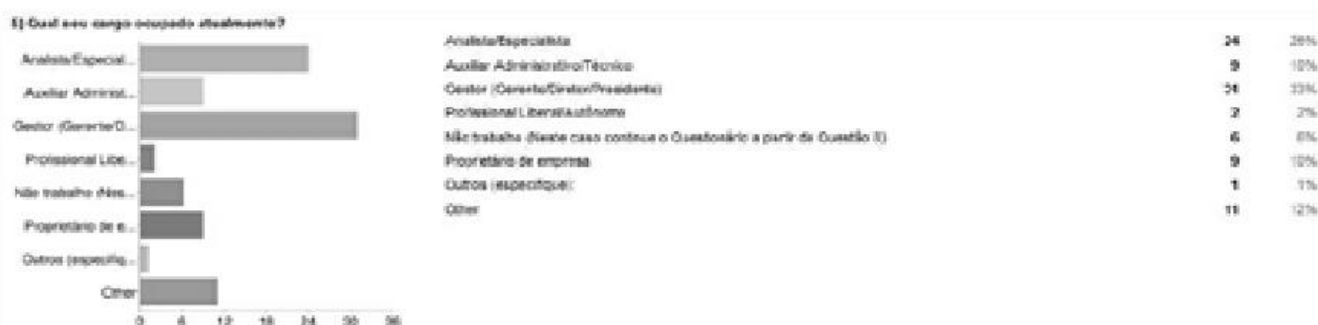 5) Qual seu cargo ocupado atualmente?
Analista/Especial...
Auxiliar Administ...
Gestor (Gerente/D...
Profissional Libe...
Não trabalho (Nes...
Proprietário de e...
Outros (especifiq...
Other
0 6 12 18 24 30 36
Analista/Especialista 24 26%
Auxiliar Administrativo/Técnico 9 10%
Gestor (Gerente/Diretor/Presidente) 33%
Profissional Liberal/Autônomo 2 2%
Não trabalho (Neste caso continue o Questionário a partir da Questão 6%
Proprietário de empresa 9 10%
Outros (especifique): 1 1%
Other 11 12%